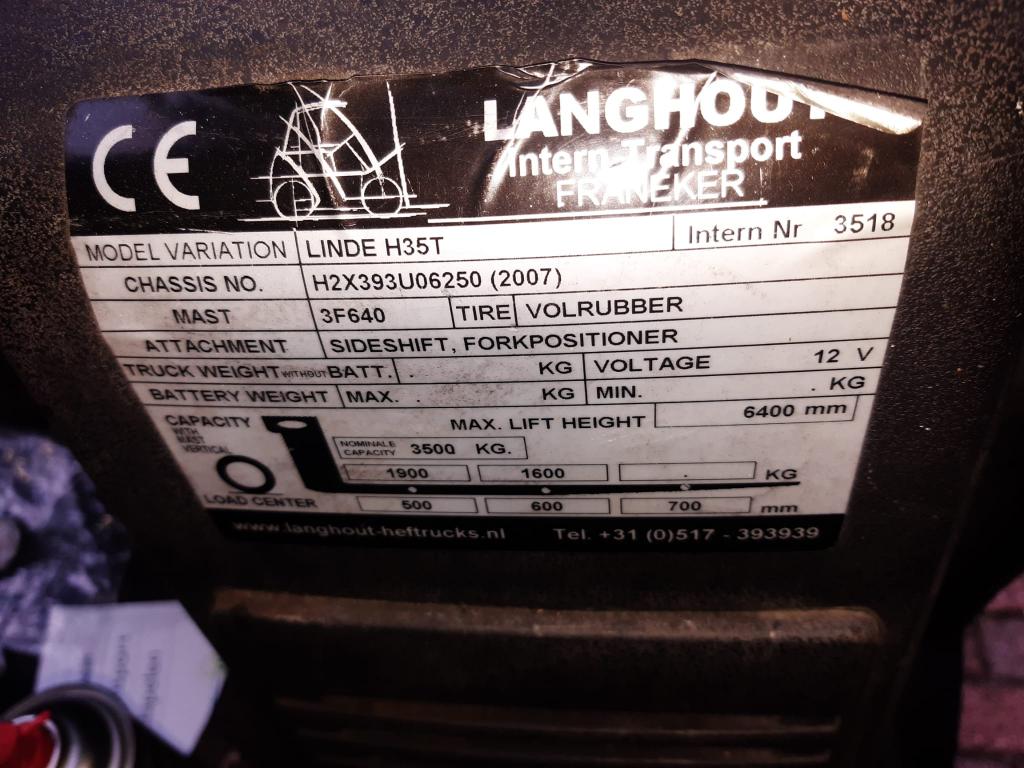 CE
LANGHOUT
Intern Transport
FRANEKER
MODEL VARIATION LINDE H35T Intern Nr 3518
CHASSIS NO. H2X393U06250 (2007)
MAST 3F640 TIRE VOLRUBBER
ATTACHMENT SIDESHIFT, FORKPOSITIONER
TRUCK WEIGHT WITHOUT BATT. . KG VOLTAGE 12 V
BATTERY WEIGHT MAX. . KG MIN. . KG
MAX. LIFT HEIGHT 6400 mm
CAPACITY
WITH
MAST
VERTICAL
NOMINALE
CAPACITY 3500 KG.
1900 1600 . KG
LOAD CENTER 500 600 700 mm
www.langhout-heftrucks.nl Tel. +31 (0)517 - 393939